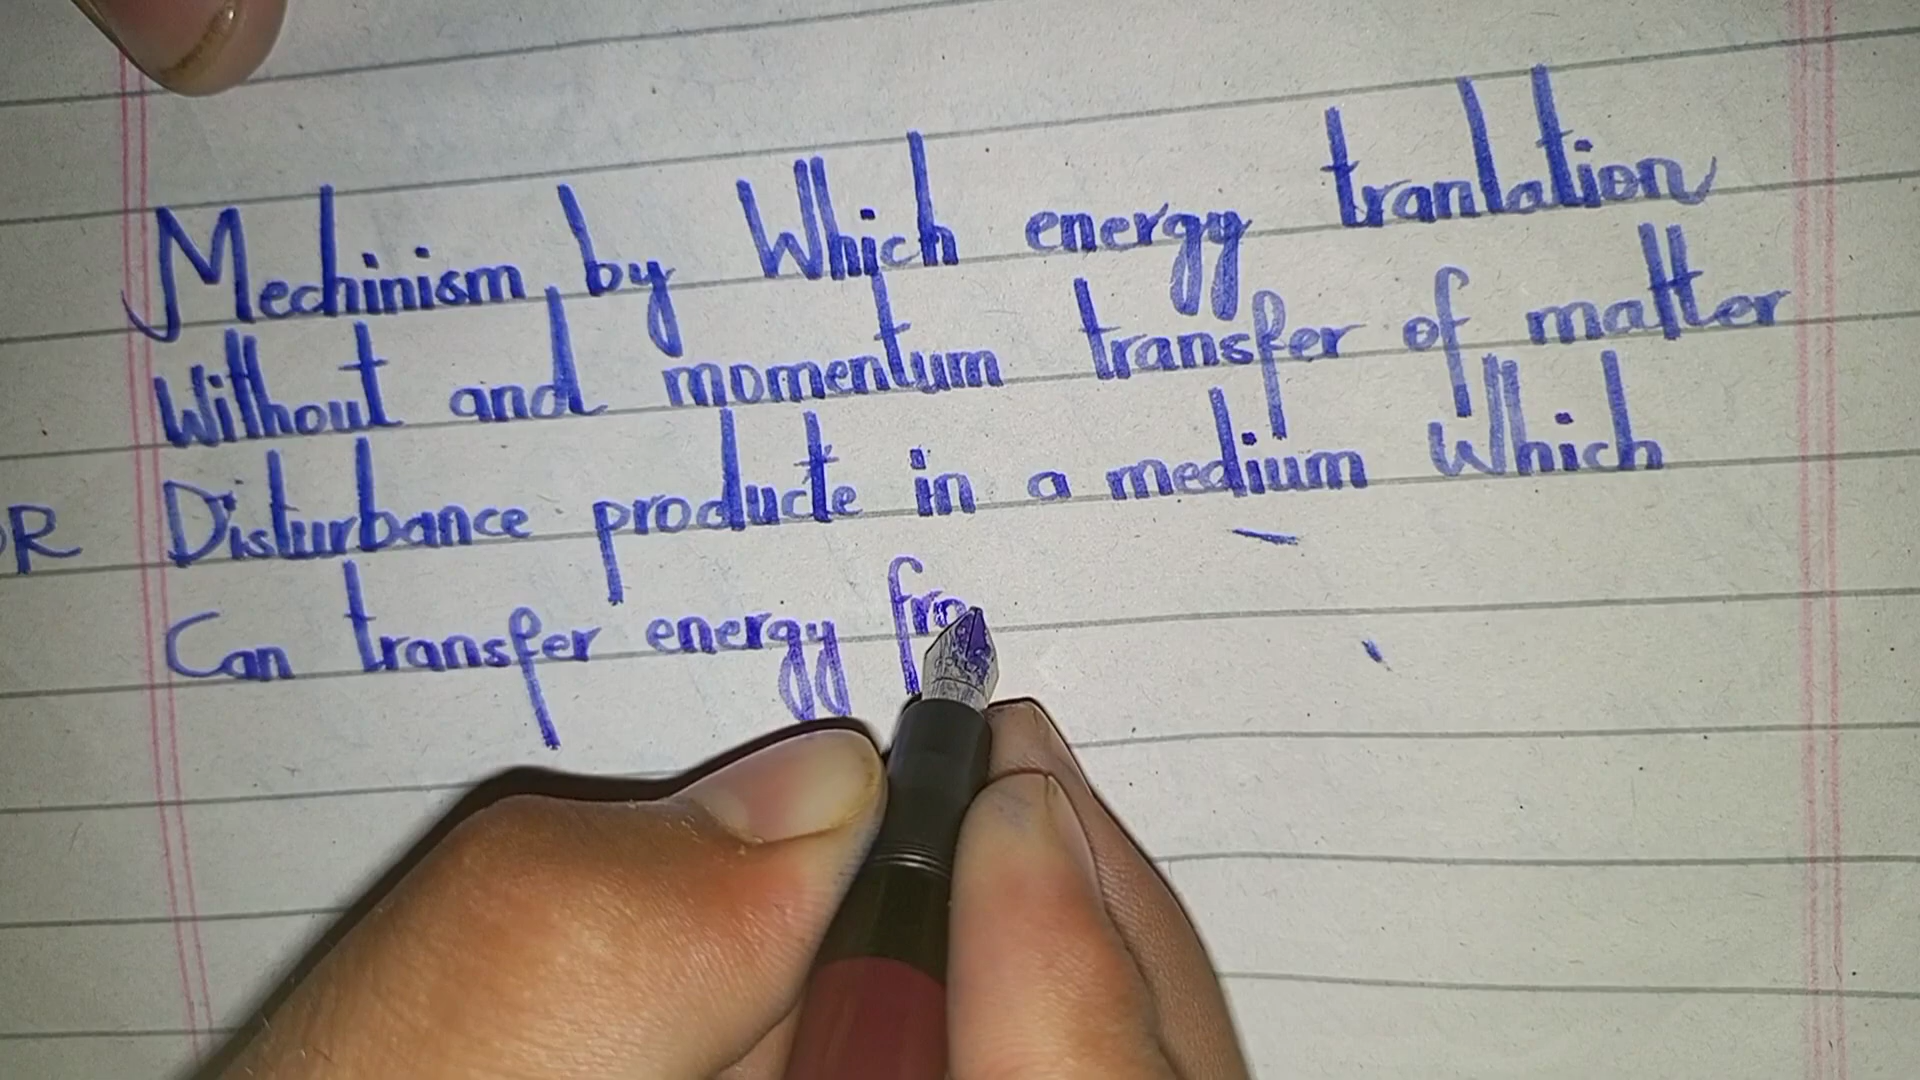 Mechinism by Which energy tranlation
Without and momentum transfer of matter
OR Disturbance producte in a medium Which
Can transfer energy fro